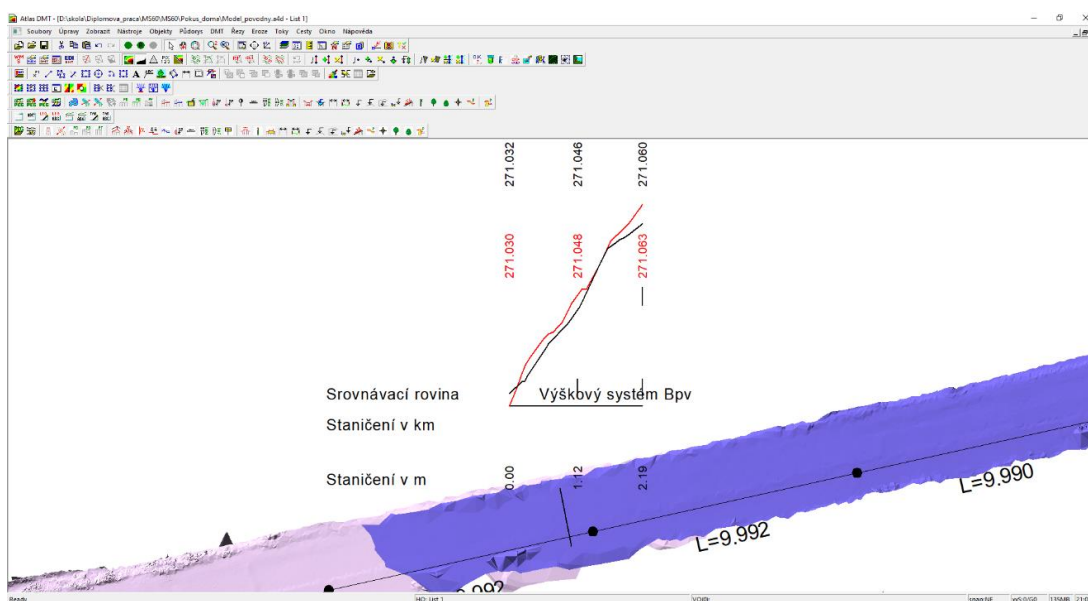 Atlas DMT - [D:\skola\Diplomova_praca\MS60\MS60\Pokus_doma\Model_povodny.a4d - List 1]
Soubory Úpravy Zobrazit Nástroje Objekty Půdorys DMT Řezy Eroze Toky Cesty Okno Nápověda
271.032 271.046 271.060
271.030 271.048 271.063
Srovnávací rovina Výškový systém Bpv
Staničení v km
Staničení v m 0.00 1.12 2.19
L=9.990
L=9.992
0.992
Ready HD: List 1 135MB